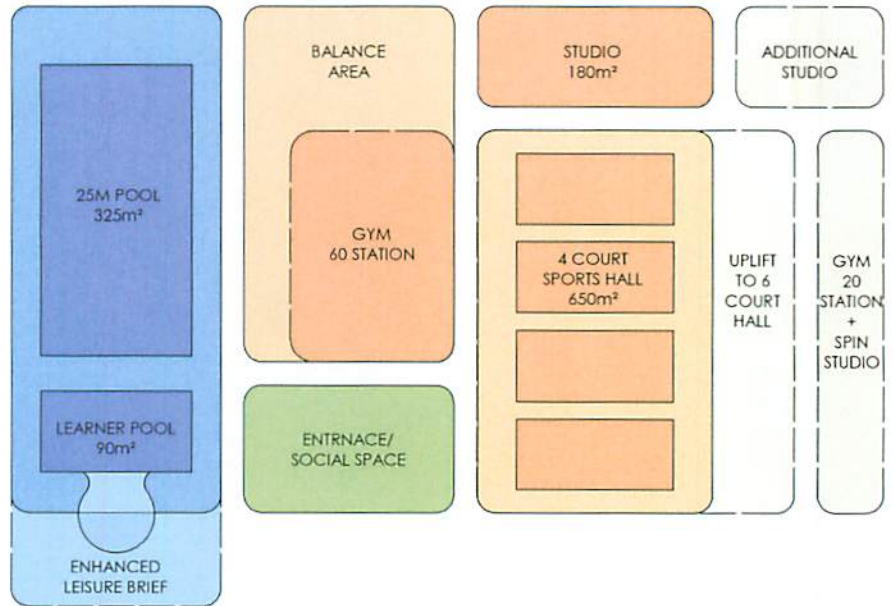 25M POOL
325m²
LEARNER POOL
90m²
ENHANCED
LEISURE BRIEF
BALANCE
AREA
GYM
60 STATION
ENTRNACE/
SOCIAL SPACE
STUDIO
180m²
4 COURT
SPORTS HALL
650m²
ADDITIONAL
STUDIO
UPLIFT
TO 6
COURT
HALL
GYM
20
STATION
+
SPIN
STUDIO